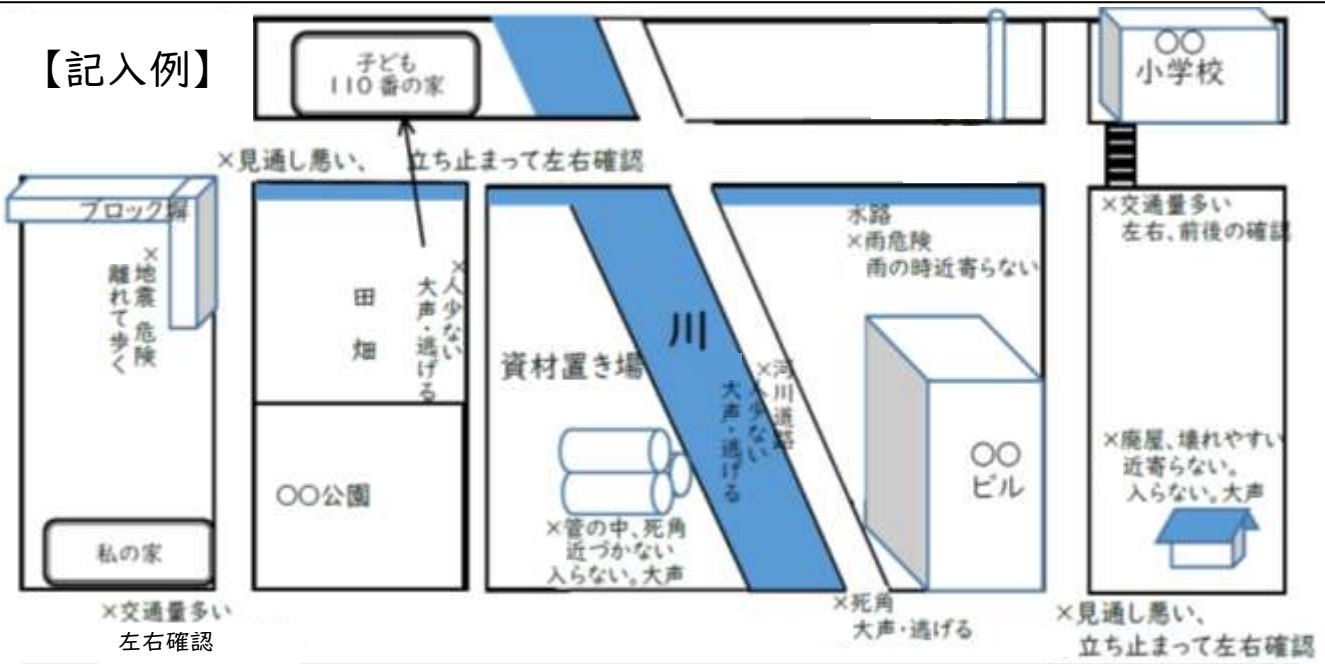 【記入例】
子ども
110番の家
○○
小学校
×見通し悪い、 立ち止まって左右確認
ブロック塀
×地震 危険
離れて歩く
田
畑
×人少ない
大声・逃げる
○○公園
私の家
×交通量多い
左右確認
資材置き場
×管の中、死角
近づかない
入らない。大声
川
×河川道路
×人少ない
大声・逃げる
水路
×雨危険
雨の時近寄らない
○○
ビル
×死角
大声・逃げる
×交通量多い
左右、前後の確認
×廃屋、壊れやすい
近寄らない。
入らない。大声
×見通し悪い、
立ち止まって左右確認